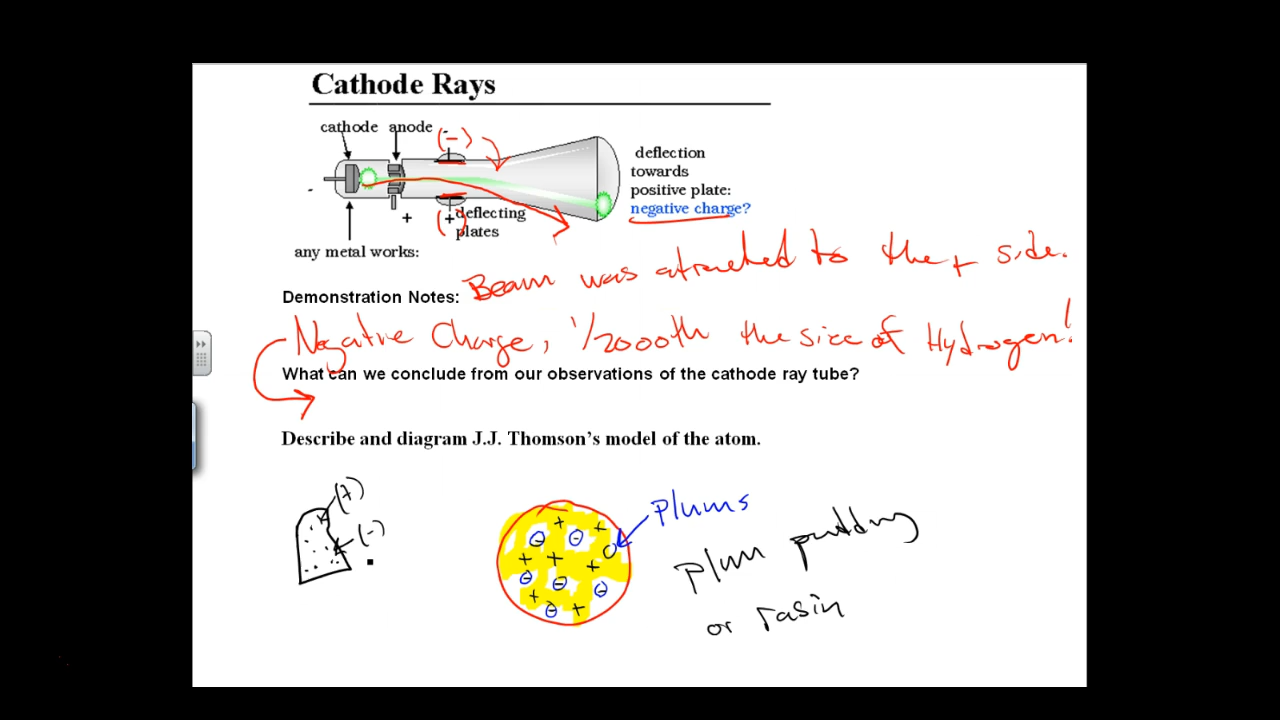 Cathode Rays
cathode anode
(-)
-
+
(+)
deflecting
plates
any metal works:
deflection
towards
positive plate:
negative charge?
Demonstration Notes: Beam was attracted to the + side.
Negative Charge, 1/2000th the size of Hydrogen!
What can we conclude from our observations of the cathode ray tube?
Describe and diagram J.J. Thomson's model of the atom.
(+)
(-)
+ +
- -
+ + +
- - -
+ +
-
Plums
Plum pudding
or rasin